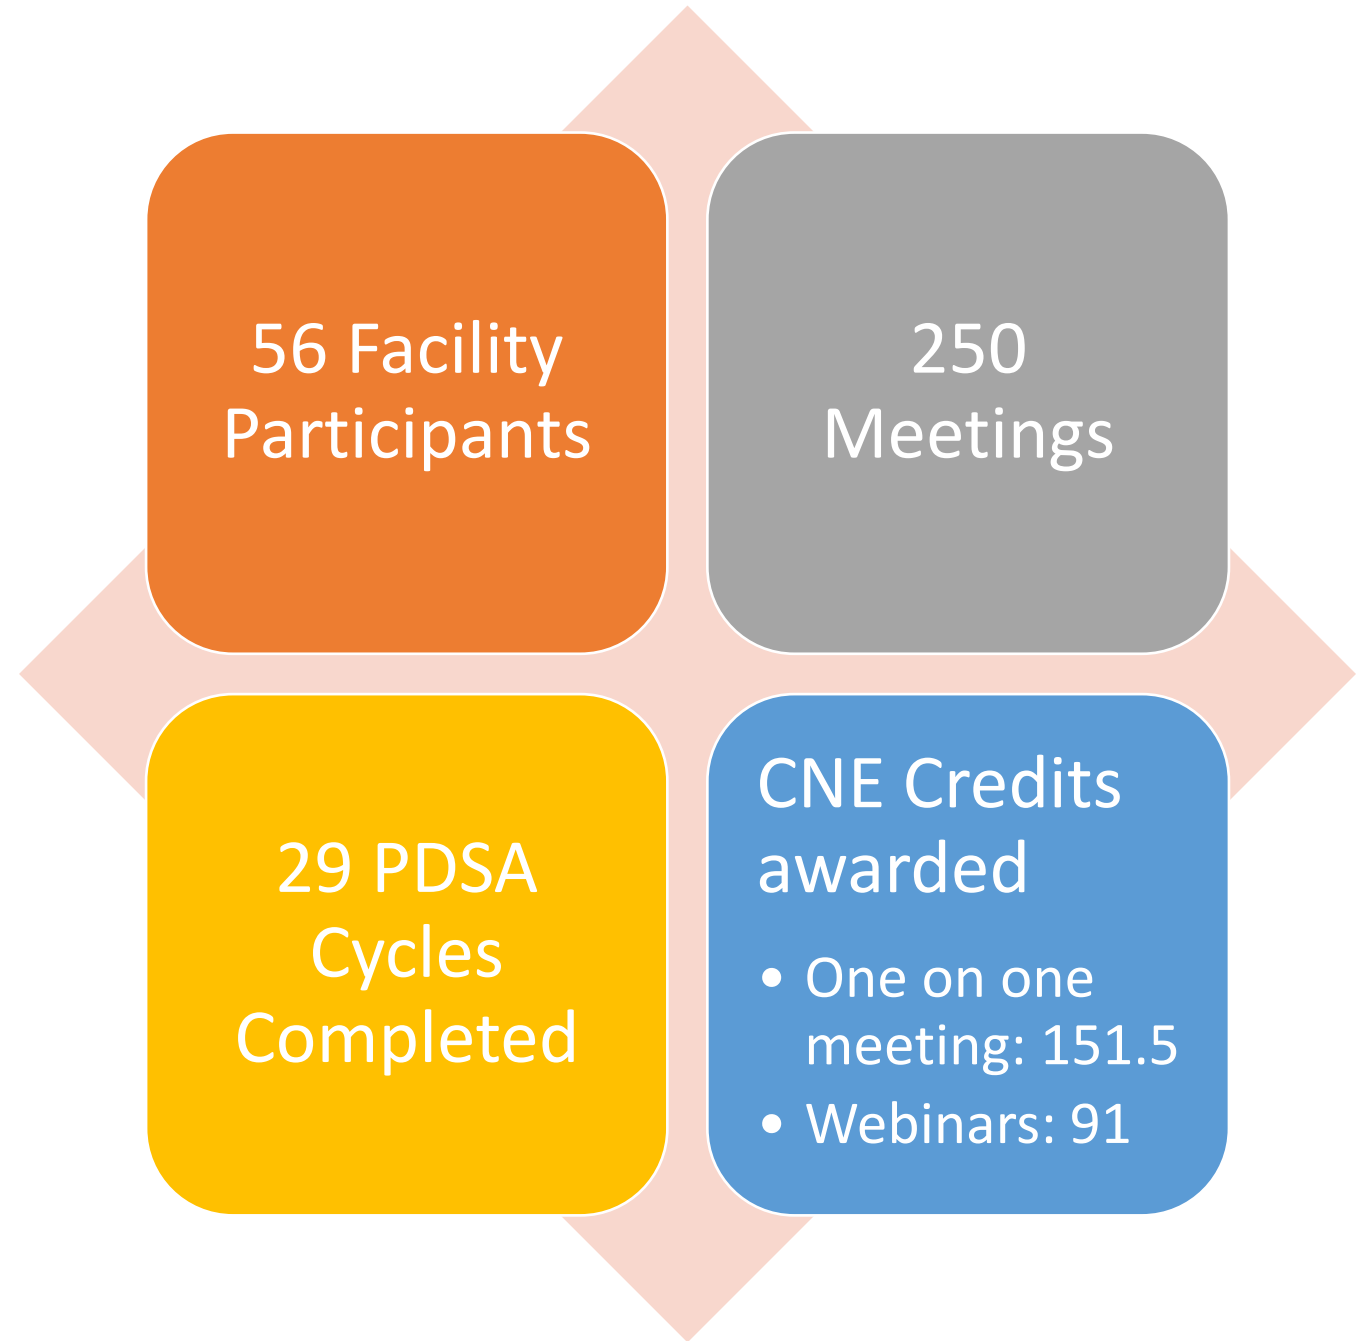 56 Facility
Participants
250
Meetings
29 PDSA
Cycles
Completed
CNE Credits
awarded
• One on one
meeting: 151.5
• Webinars: 91